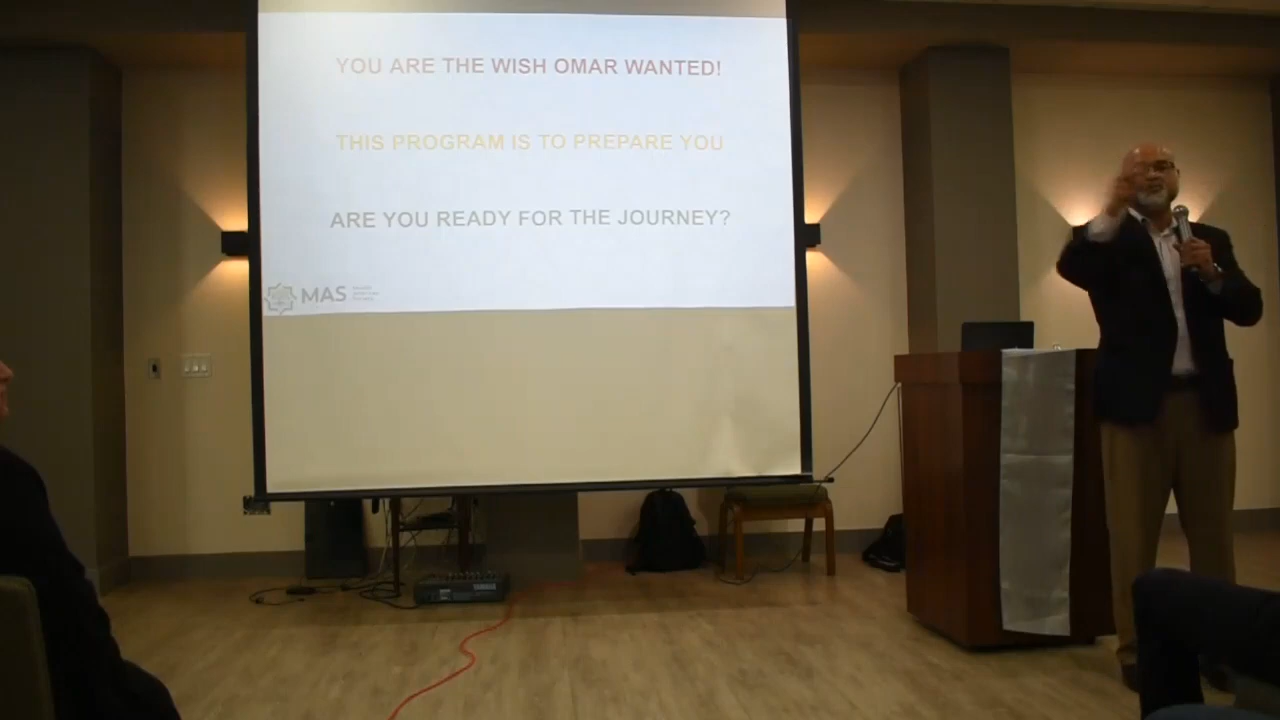 YOU ARE THE WISH OMAR WANTED!
THIS PROGRAM IS TO PREPARE YOU
ARE YOU READY FOR THE JOURNEY?
MAS